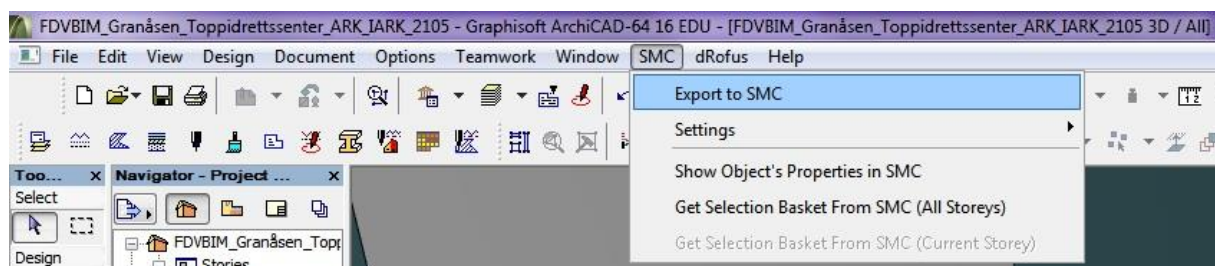 FDVBIM_Granåsen_Toppidrettssenter_ARK_IARK_2105 - Graphisoft ArchiCAD-64 16 EDU - [FDVBIM_Granåsen_Toppidrettssenter_ARK_IARK_2105 3D / All]
File Edit View Design Document Options Teamwork Window SMC dRofus Help
Export to SMC
Settings
Show Object's Properties in SMC
Get Selection Basket From SMC (All Storeys)
Get Selection Basket From SMC (Current Storey)
Too... x Navigator - Project ... x
Select
FDVBIM_Granåsen_Topp
Design
Stories